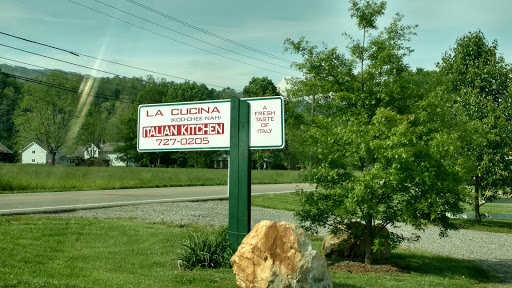 LA CUCINA
(KOO-CHEE-NAH)
ITALIAN KITCHEN
727-0205
A
FRESH
TASTE
OF
ITALY